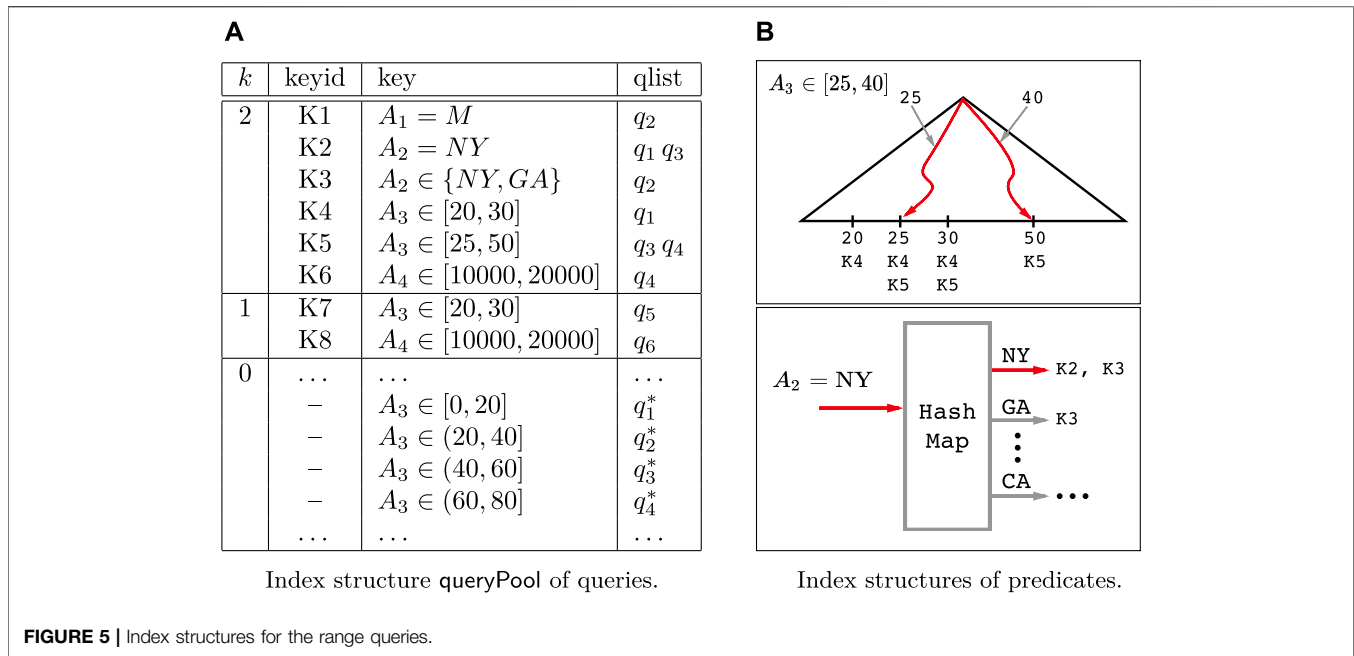 A
k keyid key qlist
2 K1 A₁ = M q₂
K2 A₂ = NY q₁ q₃
K3 A₂ ∈ {NY, GA} q₂
K4 A₃ ∈ [20, 30] q₁
K5 A₃ ∈ [25, 50] q₃ q₄
K6 A₄ ∈ [10000, 20000] q₄
1 K7 A₃ ∈ [20, 30] q₅
K8 A₄ ∈ [10000, 20000] q₆
0 ... ... ...
– A₃ ∈ [0, 20] q₁*
– A₃ ∈ (20, 40] q₂*
– A₃ ∈ (40, 60] q₃*
– A₃ ∈ (60, 80] q₄*
... ... ...
Index structure queryPool of queries.
B
A₃ ∈ [25, 40]
25 40
20 25 30 50
K4 K4 K4 K5
K5 K5
A₂ = NY
Hash
Map
NY K2, K3
GA K3
CA ...
Index structures of predicates.
FIGURE 5 | Index structures for the range queries.